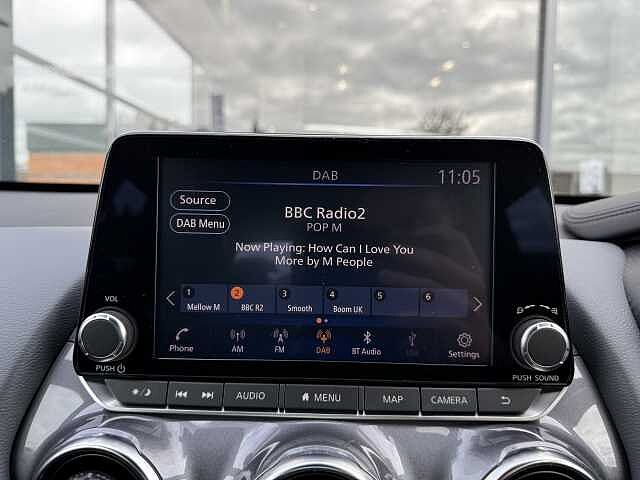 DAB 11:05
Source
BBC Radio2
DAB Menu
POP M
Now Playing: How Can I Love You
More by M People
1 2 3 4 5 6
Mellow M BBC R2 Smooth Boom UK
VOL
Phone AM FM DAB BT Audio USB Settings
PUSH
PUSH SOUND
AUDIO MENU MAP CAMERA